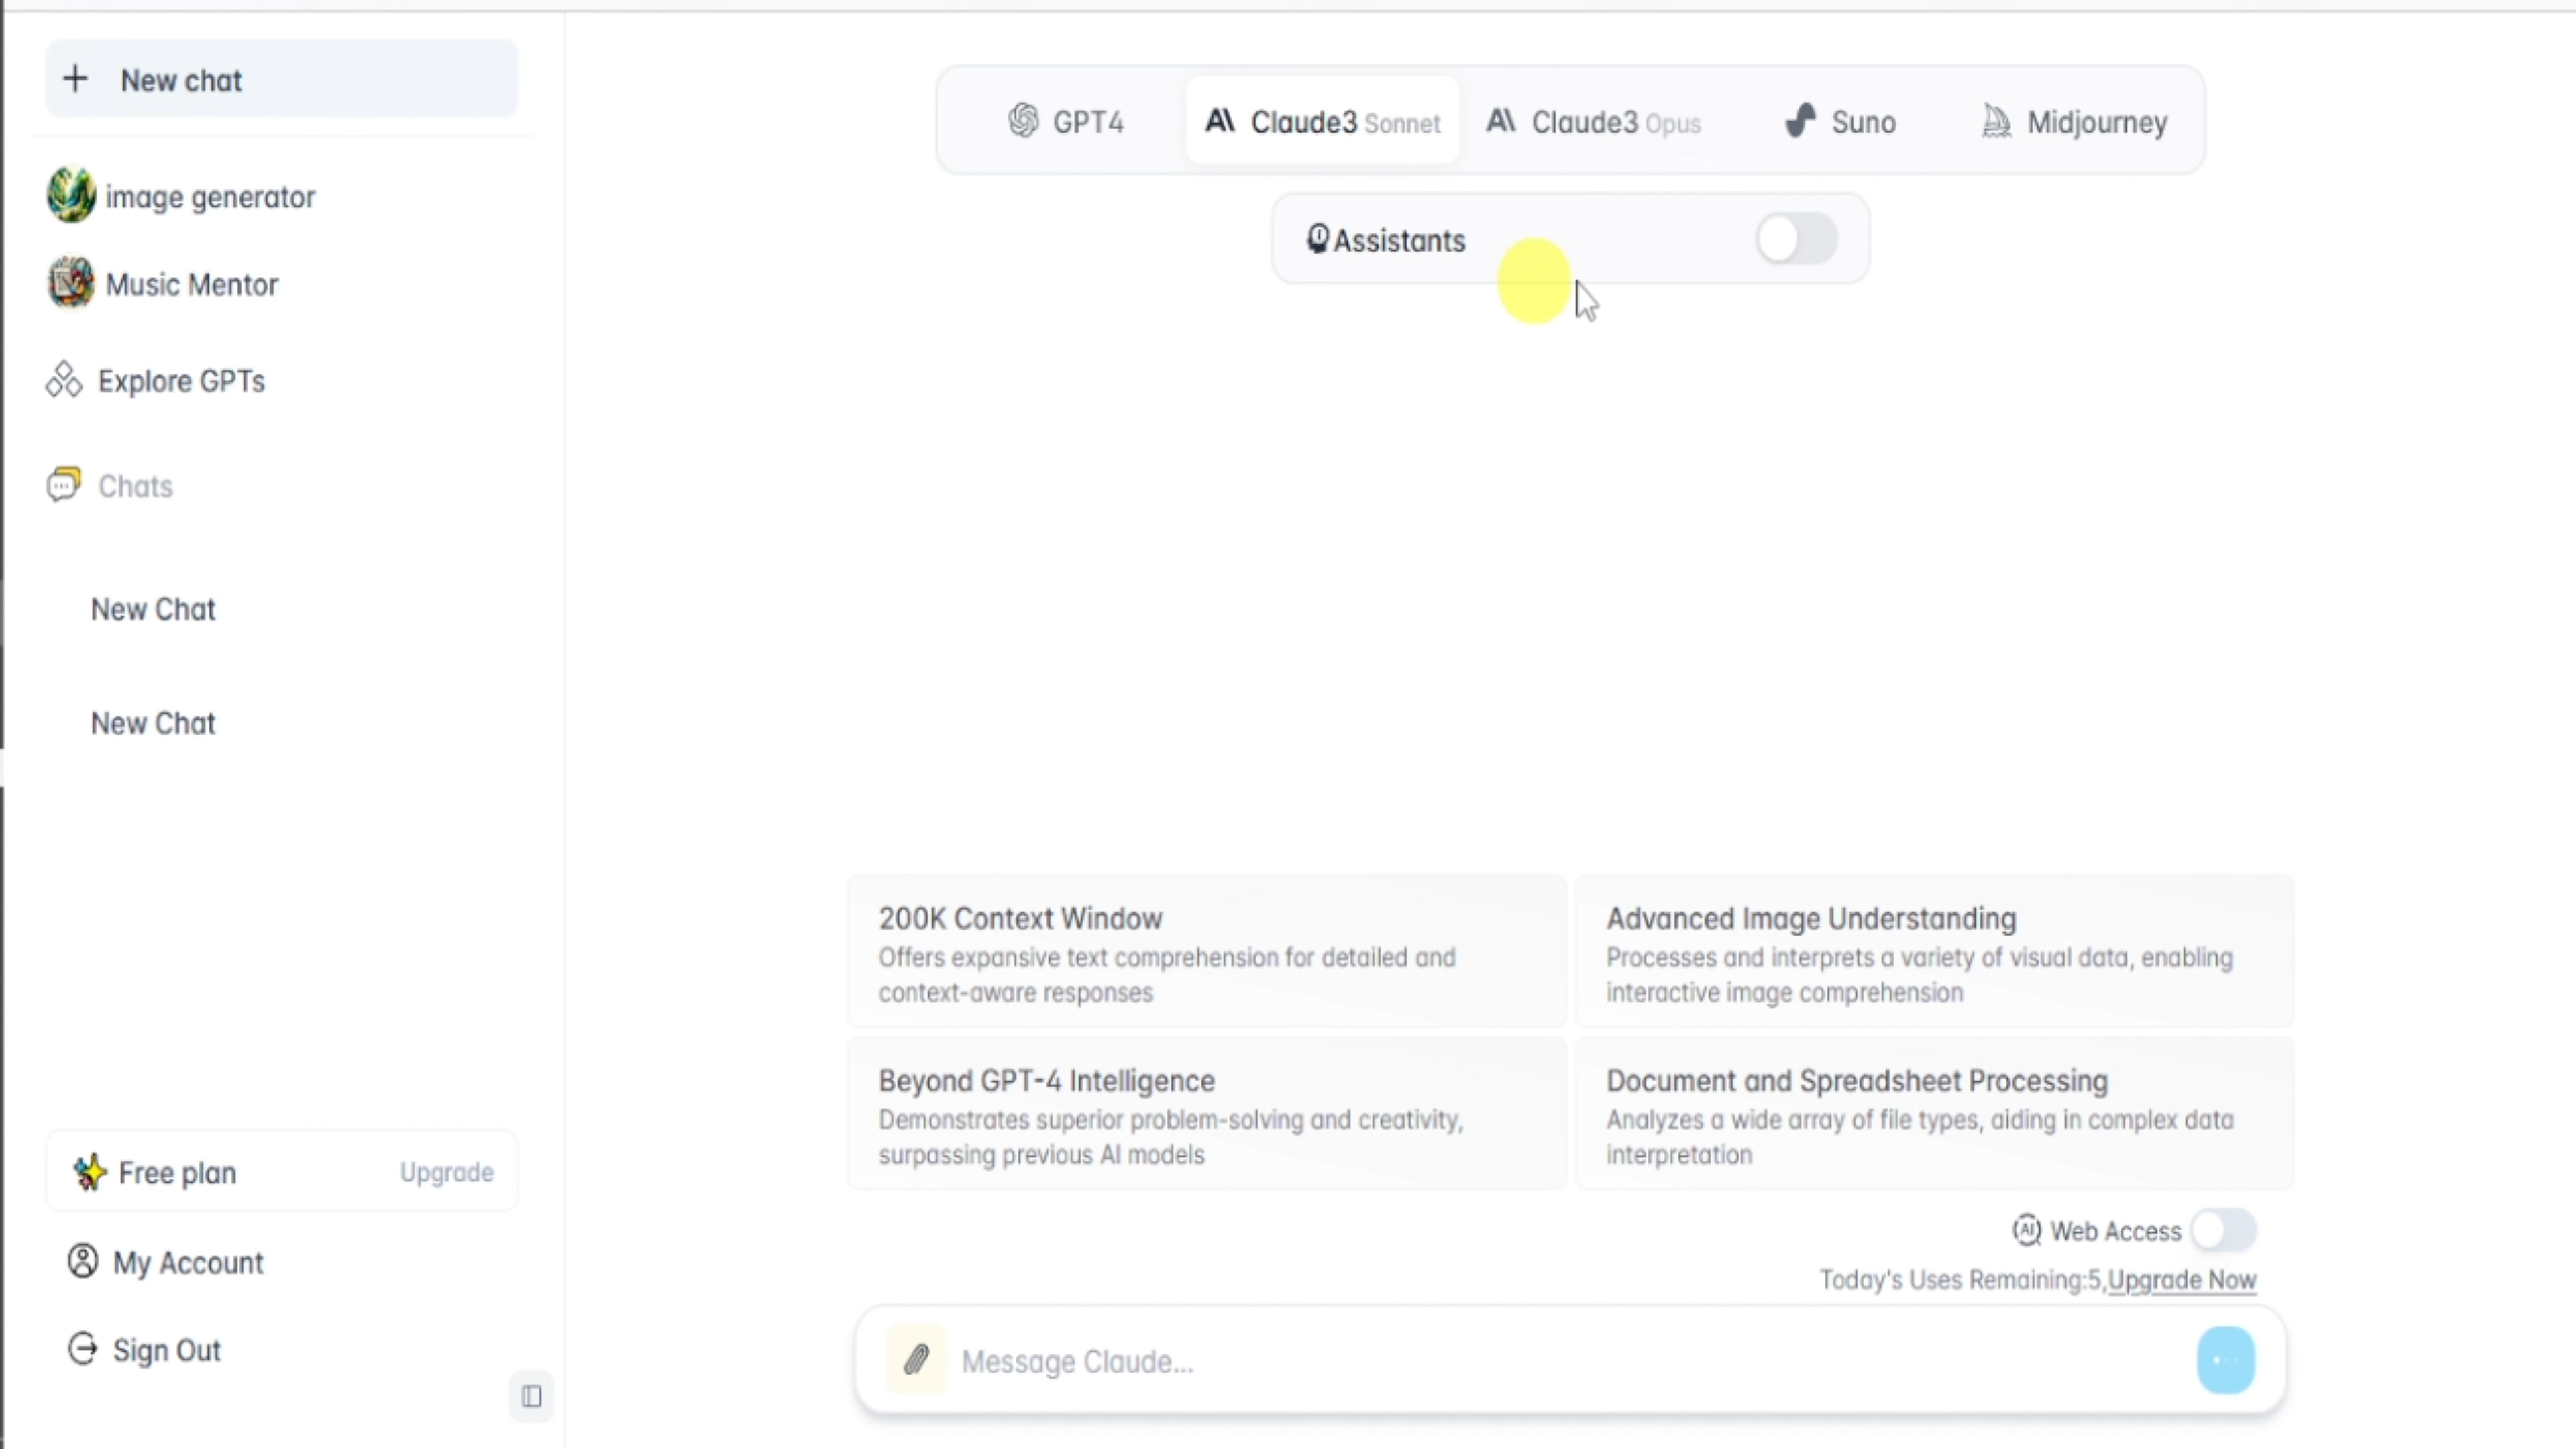 New chat
image generator
Music Mentor
Explore GPTs
Chats
New Chat
New Chat
Free plan Upgrade
My Account
Sign Out
GPT4 Claude3 Sonnet Claude3 Opus Suno Midjourney
Assistants
200K Context Window
Offers expansive text comprehension for detailed and
context-aware responses
Advanced Image Understanding
Processes and interprets a variety of visual data, enabling
interactive image comprehension
Beyond GPT-4 Intelligence
Demonstrates superior problem-solving and creativity,
surpassing previous AI models
Document and Spreadsheet Processing
Analyzes a wide array of file types, aiding in complex data
interpretation
Web Access
Today's Uses Remaining:5,Upgrade Now
Message Claude...